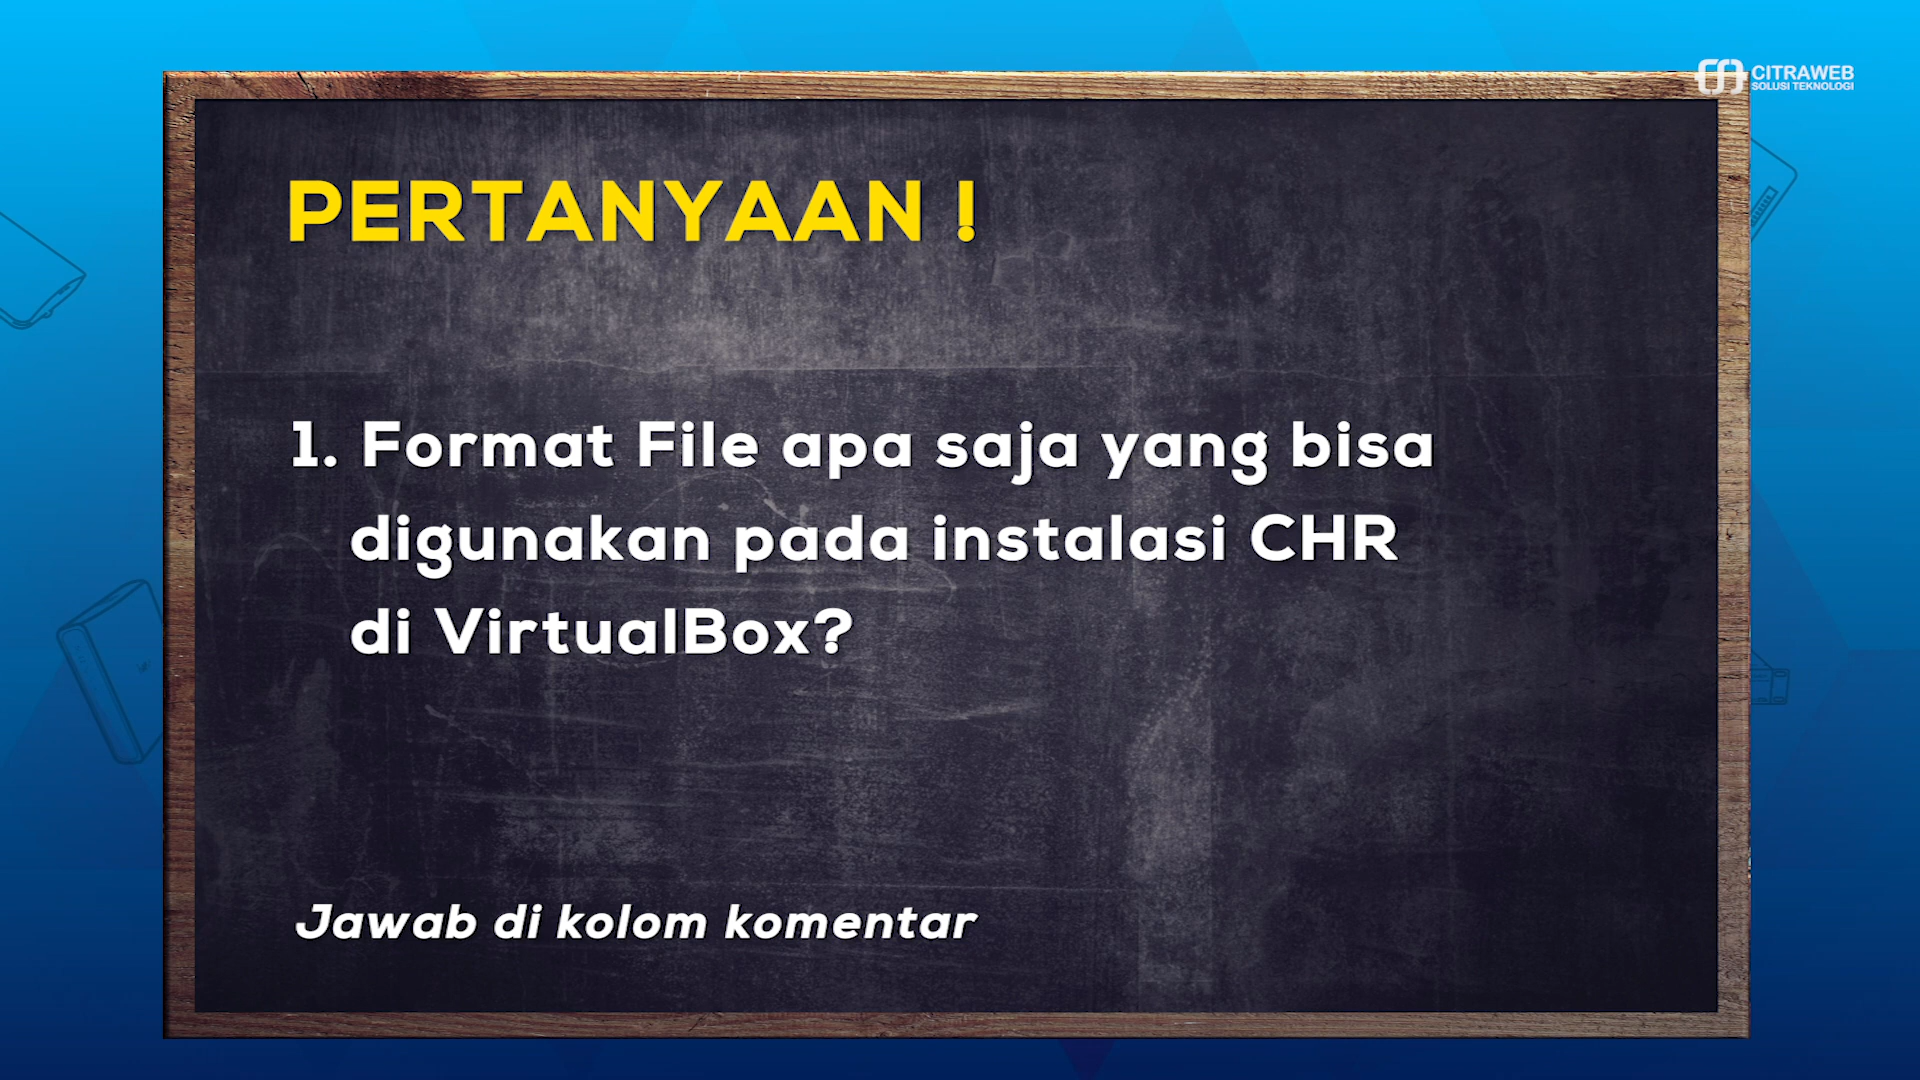 CITRAWEB
SOLUSI TEKNOLOGI
PERTANYAAN !
1. Format File apa saja yang bisa
digunakan pada instalasi CHR
di VirtualBox?
Jawab di kolom komentar